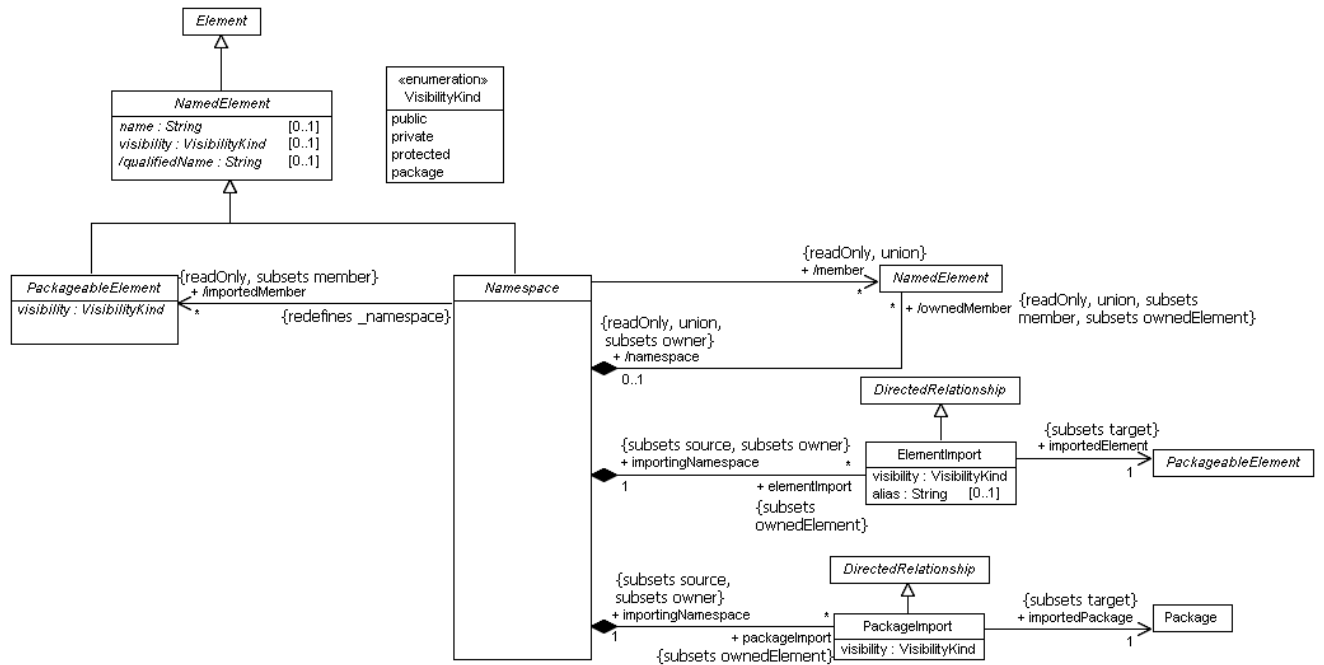 Element
NamedElement
name : String [0..1]
visibility : VisibilityKind [0..1]
/qualifiedName : String [0..1]
«enumeration»
VisibilityKind
public
private
protected
package
PackageableElement
visibility : VisibilityKind
{readOnly, subsets member}
+ /importedMember
*
{redefines _namespace}
Namespace
{readOnly, union}
+ /member
*
NamedElement
* + /ownedMember
{readOnly, union, subsets
member, subsets ownedElement}
{readOnly, union,
subsets owner}
+ /namespace
0..1
DirectedRelationship
{subsets source, subsets owner}
+ importingNamespace
1
*
+ elementImport
{subsets
ownedElement}
ElementImport
visibility : VisibilityKind
alias : String [0..1]
{subsets target}
+ importedElement
1
PackageableElement
DirectedRelationship
{subsets source,
subsets owner}
+ importingNamespace
1
*
+ packageImport
{subsets ownedElement}
PackageImport
visibility : VisibilityKind
{subsets target}
+ importedPackage
1
Package